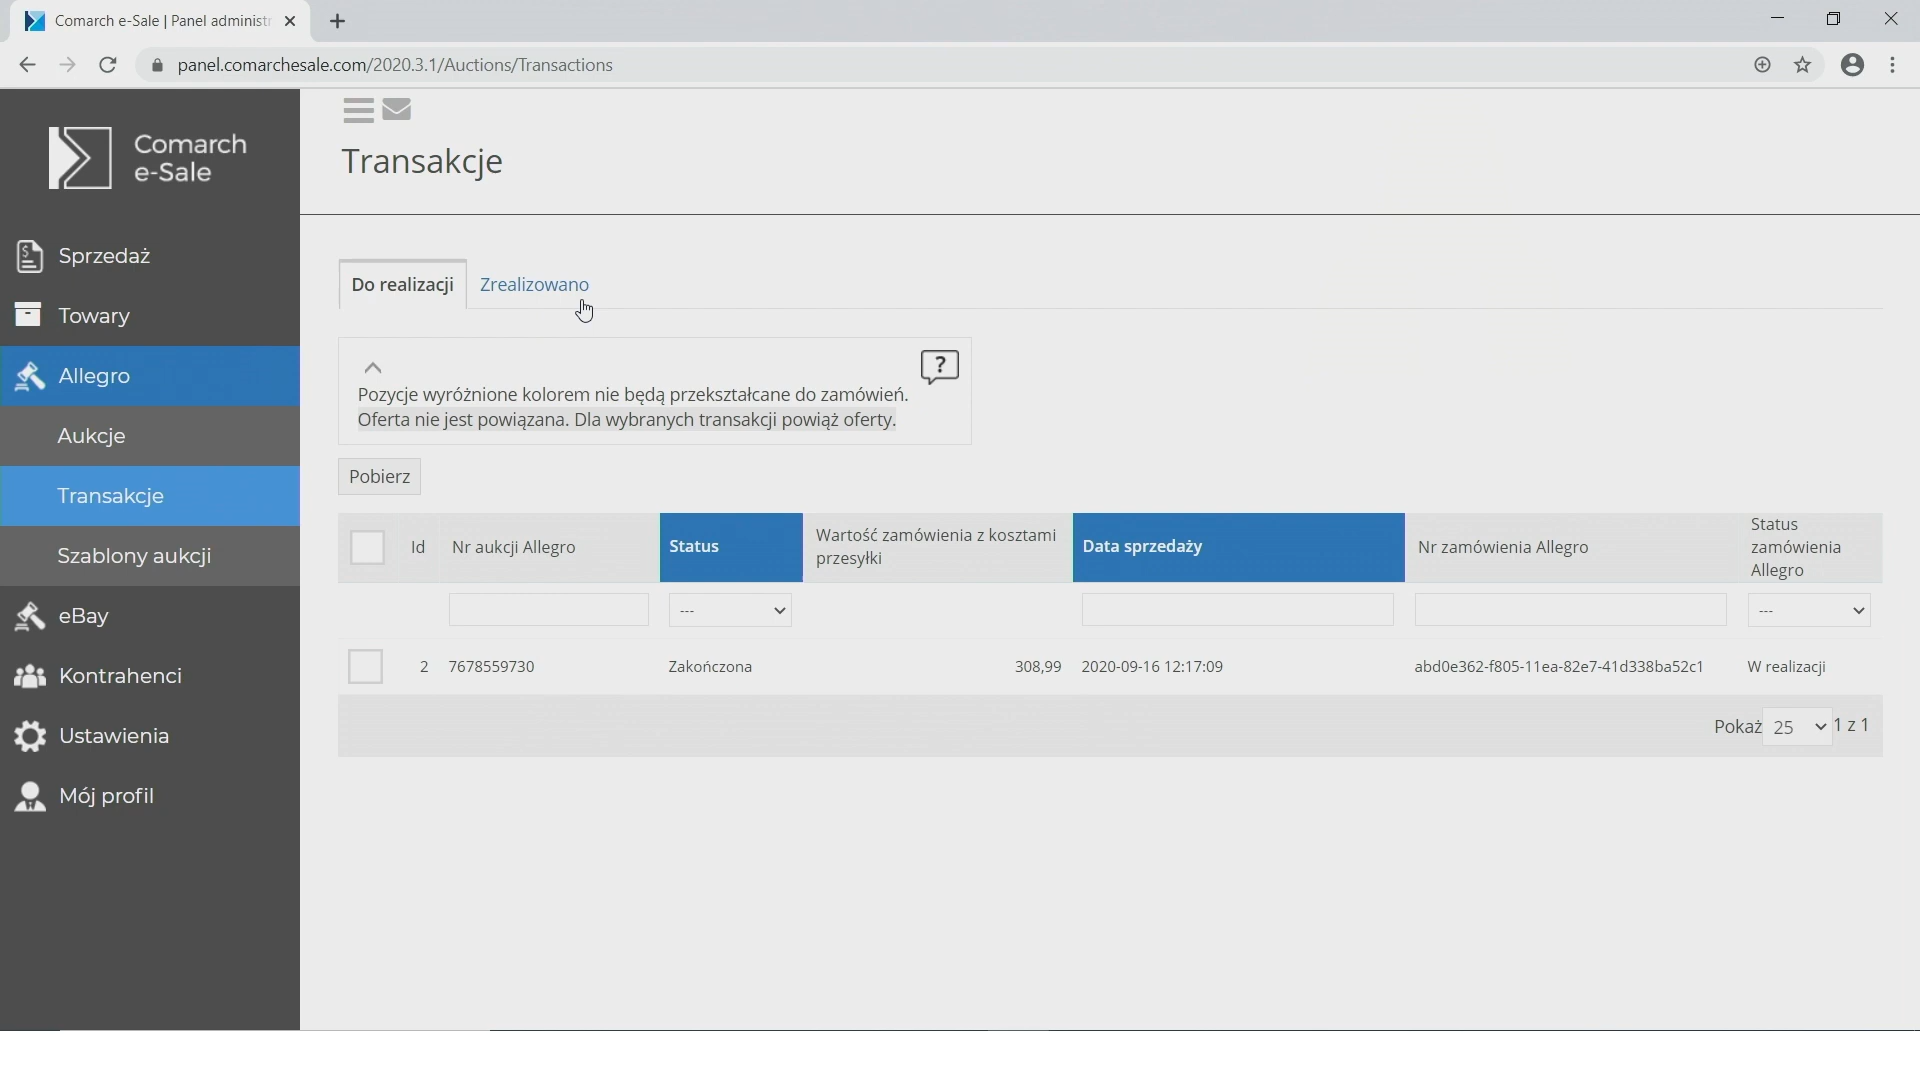 Comarch e-Sale | Panel administr
panel.comarchesale.com/2020.3.1/Auctions/Transactions
Comarch
e-Sale
Sprzedaż
Towary
Allegro
Aukcje
Transakcje
Szablony aukcji
eBay
Kontrahenci
Ustawienia
Mój profil
Transakcje
Do realizacji Zrealizowano
?
Pozycje wyróżnione kolorem nie będą przekształcane do zamówień.
Oferta nie jest powiązana. Dla wybranych transakcji powiąż oferty.
Pobierz
Id Nr aukcji Allegro Status Wartość zamówienia z kosztami przesyłki Data sprzedaży Nr zamówienia Allegro Status zamówienia Allegro
--- ---
2 7678559730 Zakończona 308,99 2020-09-16 12:17:09 abd0e362-f805-11ea-82e7-41d338ba52c1 W realizacji
Pokaż 25 1 z 1